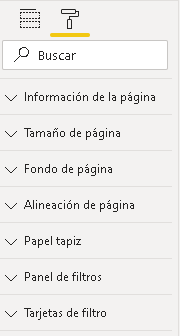 Buscar
Información de la página
Tamaño de página
Fondo de página
Alineación de página
Papel tapiz
Panel de filtros
Tarjetas de filtro